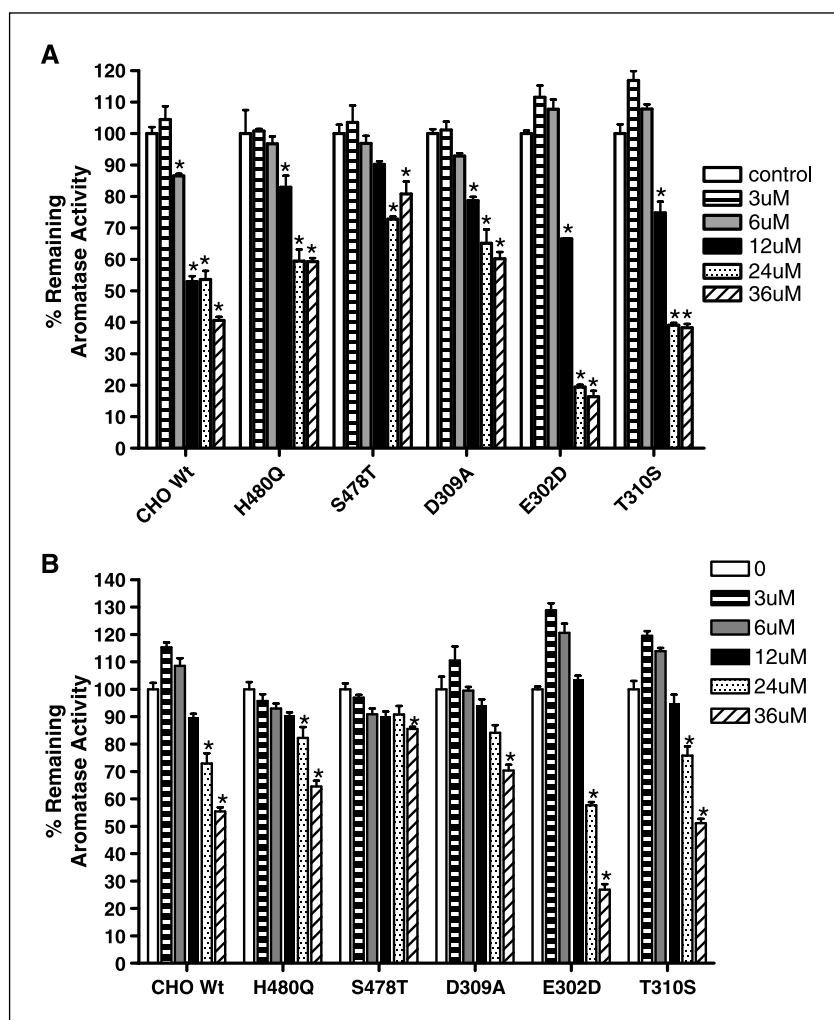 A
120
110
100
90
80
70
60
50
40
30
20
10
0
% Remaining
Aromatase Activity
* * * *
* * *
* *
* * *
* * *
* * *
CHO Wt
H480Q
S478T
D309A
E302D
T310S
control
3uM
6uM
12uM
24uM
36uM
B
140
130
120
110
100
90
80
70
60
50
40
30
20
10
0
% Remaining
Aromatase Activity
* *
* *
*
*
* *
* *
CHO Wt H480Q S478T D309A E302D T310S
0
3uM
6uM
12uM
24uM
36uM